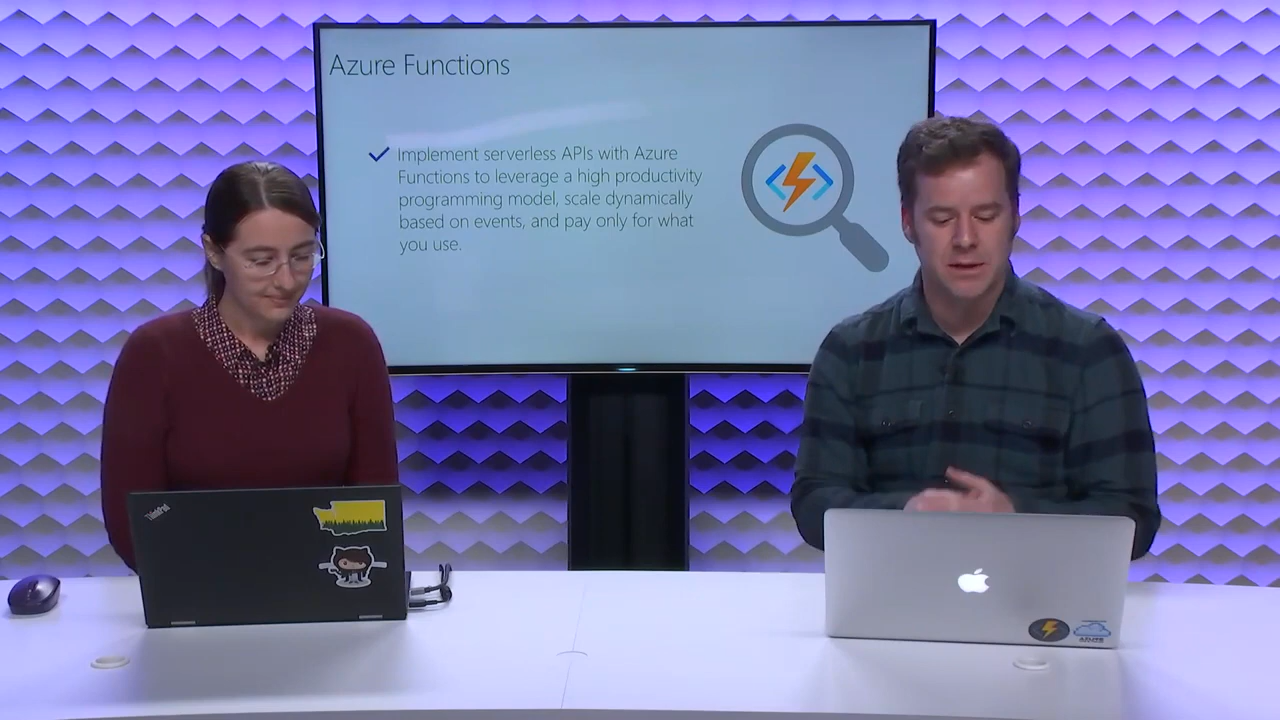 Azure Functions
Implement serverless APIs with Azure
Functions to leverage a high productivity
programming model, scale dynamically
based on events, and pay only for what
you use.
ThinkPad
AZURE